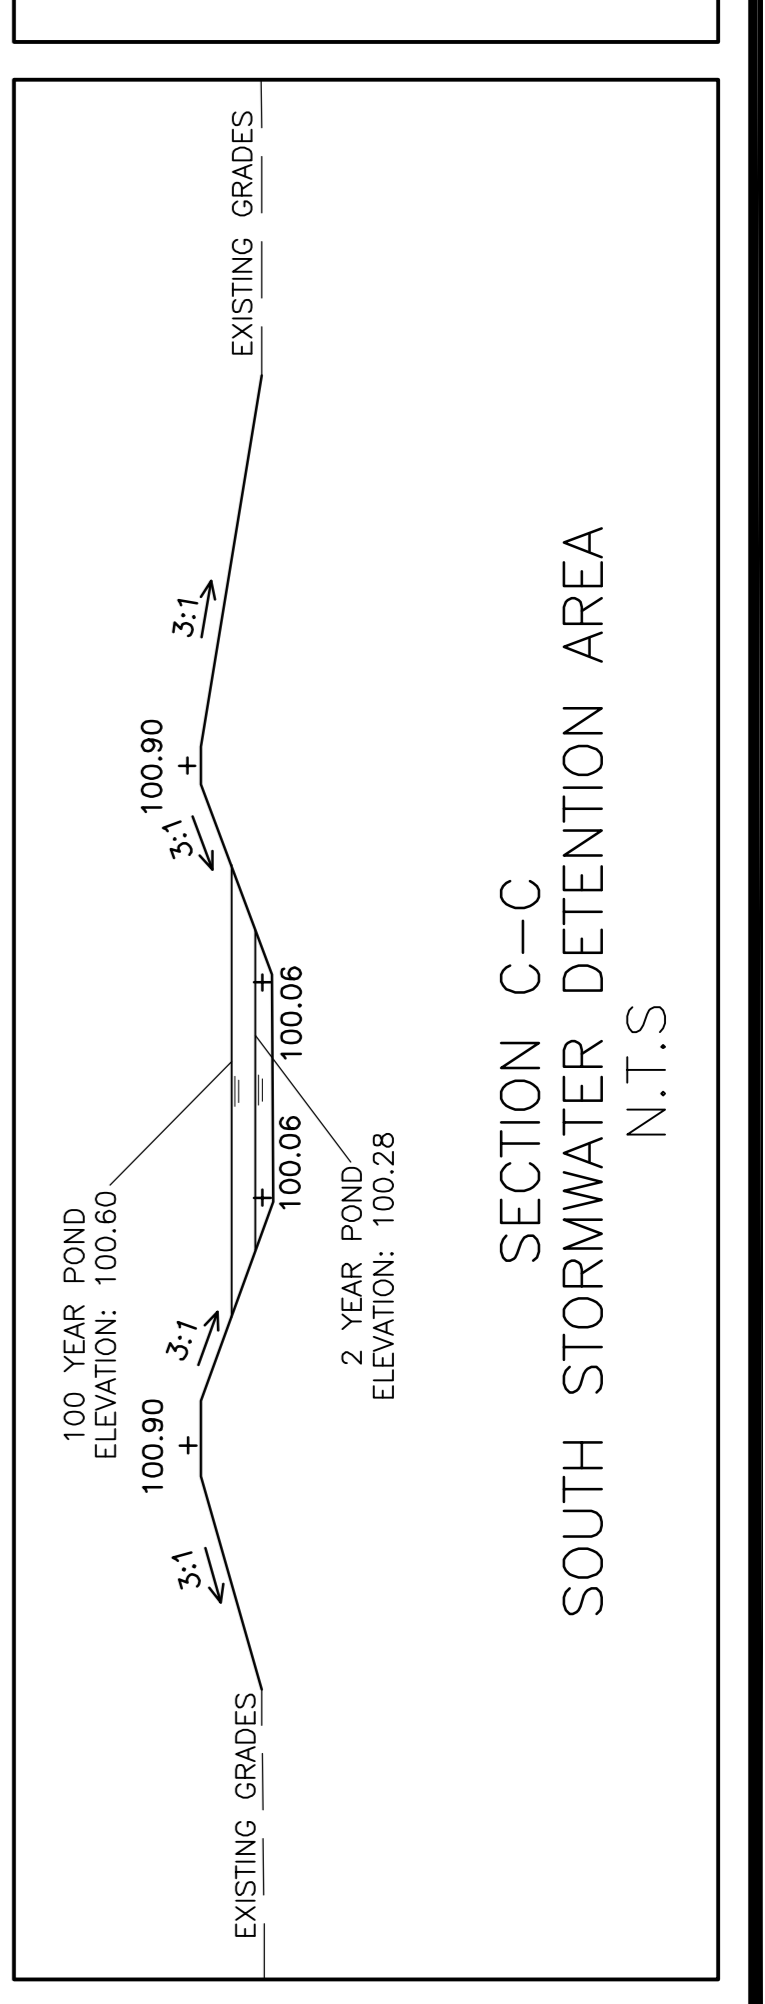 100 YEAR POND
ELEVATION: 100.60
100.90
100.90
3:1
3:1
3:1
3:1
EXISTING GRADES
EXISTING GRADES
100.06
100.06
2 YEAR POND
ELEVATION: 100.28
SECTION C-C
SOUTH STORMWATER DETENTION AREA
N.T.S